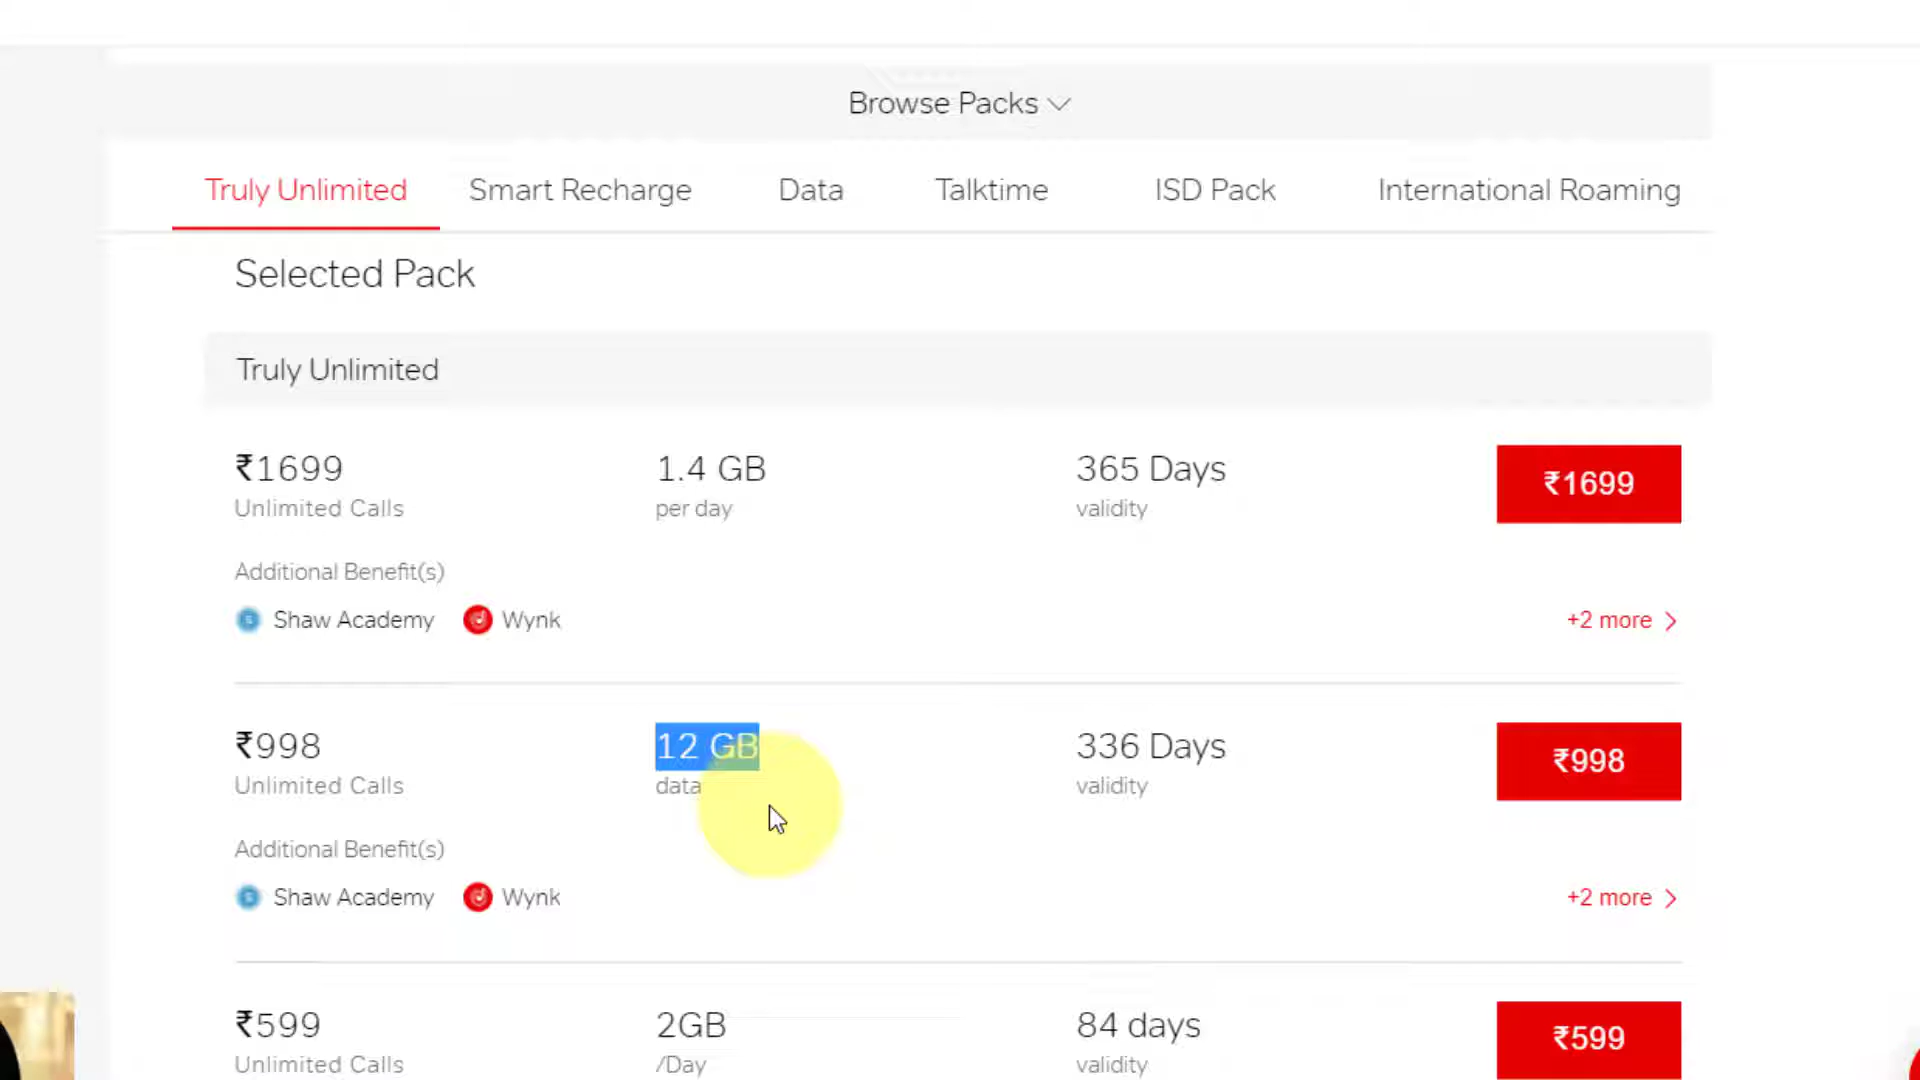 Browse Packs
Truly Unlimited Smart Recharge Data Talktime ISD Pack International Roaming
Selected Pack
Truly Unlimited
₹1699 1.4 GB 365 Days ₹1699
Unlimited Calls per day validity
Additional Benefit(s)
Shaw Academy Wynk +2 more
₹998 12 GB 336 Days ₹998
Unlimited Calls data validity
Additional Benefit(s)
Shaw Academy Wynk +2 more
₹599 2GB 84 days ₹599
Unlimited Calls /Day validity